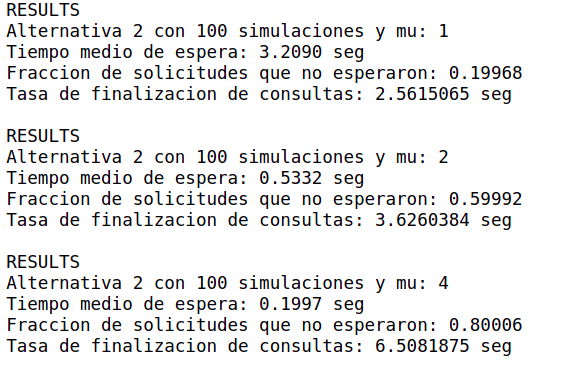 RESULTS
Alternativa 2 con 100 simulaciones y mu: 1
Tiempo medio de espera: 3.2090 seg
Fraccion de solicitudes que no esperaron: 0.19968
Tasa de finalizacion de consultas: 2.5615065 seg
RESULTS
Alternativa 2 con 100 simulaciones y mu: 2
Tiempo medio de espera: 0.5332 seg
Fraccion de solicitudes que no esperaron: 0.59992
Tasa de finalizacion de consultas: 3.6260384 seg
RESULTS
Alternativa 2 con 100 simulaciones y mu: 4
Tiempo medio de espera: 0.1997 seg
Fraccion de solicitudes que no esperaron: 0.80006
Tasa de finalizacion de consultas: 6.5081875 seg